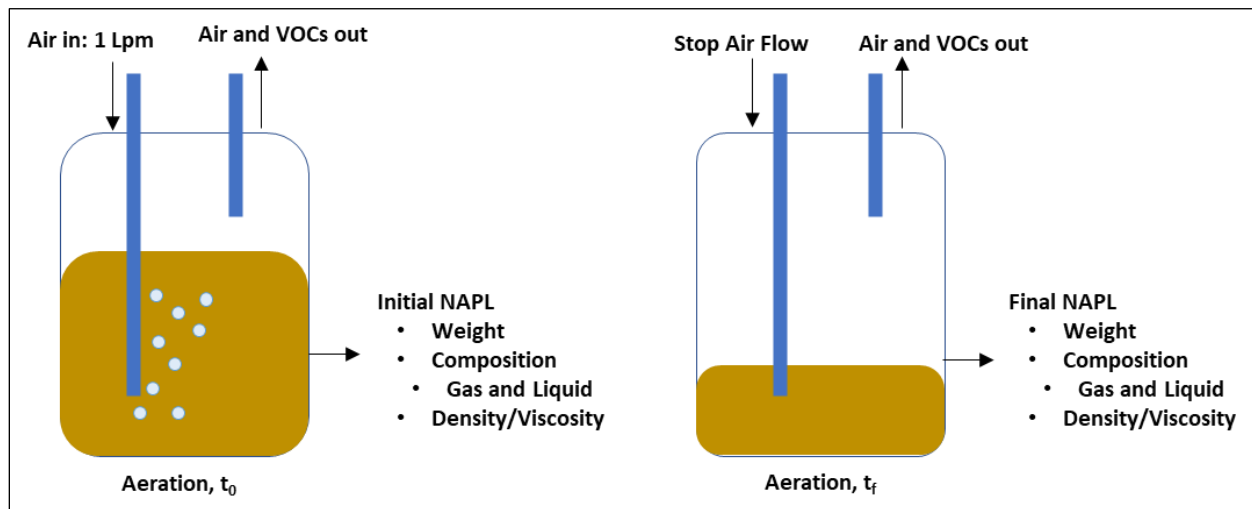 Air in: 1 Lpm
Air and VOCs out
Initial NAPL
• Weight
• Composition
• Gas and Liquid
• Density/Viscosity
Aeration, t₀
Stop Air Flow
Air and VOCs out
Final NAPL
• Weight
• Composition
• Gas and Liquid
• Density/Viscosity
Aeration, t_f